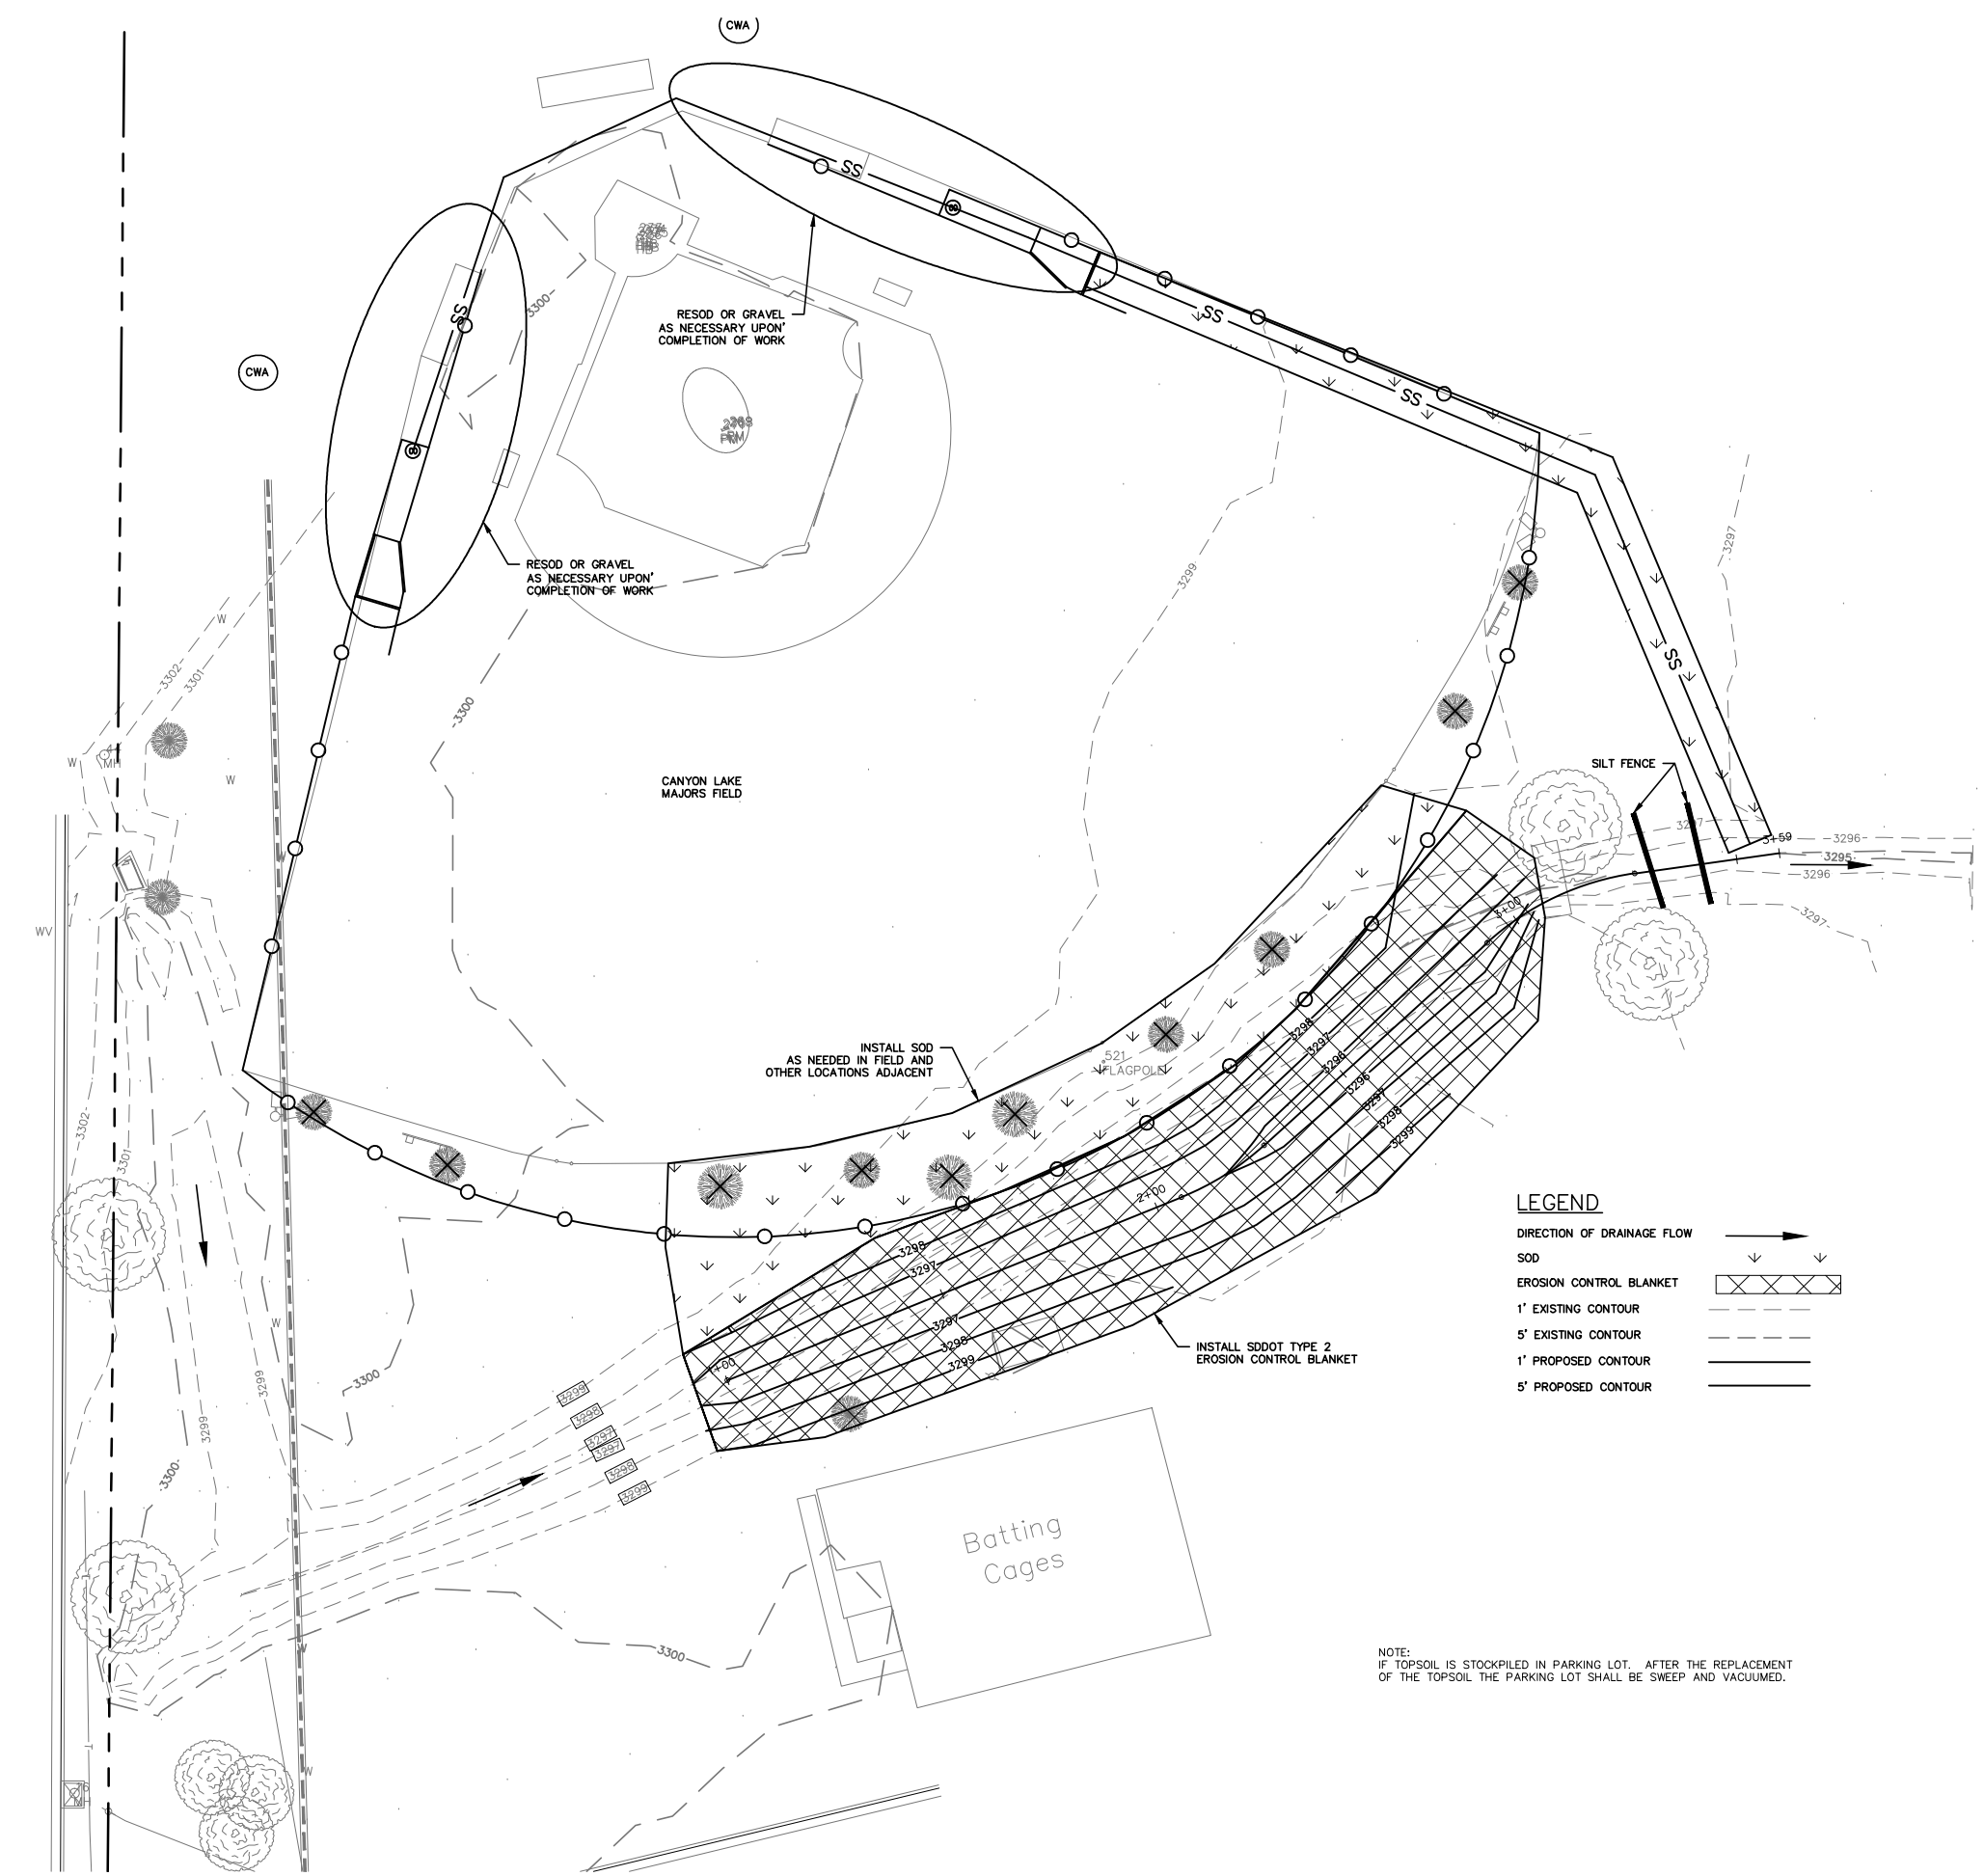 CWA
SS
SS
3300
RESOD OR GRAVEL
AS NECESSARY UPON'
COMPLETION OF WORK
SS
SS
CWA
SS
3297
3299
RESOD OR GRAVEL
AS NECESSARY UPON'
COMPLETION OF WORK
W
3302
3301
3300
SS
W
MH
W
CANYON LAKE
MAJORS FIELD
SILT FENCE
3297
3+59
3296
3295
3296
3297
3+00
WV
W
INSTALL SOD
AS NEEDED IN FIELD AND
OTHER LOCATIONS ADJACENT
521
FLAGPOLE
3298
3297
3296
3296
3297
3298
3299
3302
3301
2+00
3298
3297
3297
3298
3299
LEGEND
DIRECTION OF DRAINAGE FLOW
SOD
EROSION CONTROL BLANKET
1' EXISTING CONTOUR
5' EXISTING CONTOUR
1' PROPOSED CONTOUR
5' PROPOSED CONTOUR
INSTALL SDDOT TYPE 2
EROSION CONTROL BLANKET
W
3299
3300
3299
3299
3298
3297
3297
3298
3299
3300
Batting
Cages
W
3300
NOTE:
IF TOPSOIL IS STOCKPILED IN PARKING LOT. AFTER THE REPLACEMENT
OF THE TOPSOIL THE PARKING LOT SHALL BE SWEEP AND VACUUMED.
T
T
W